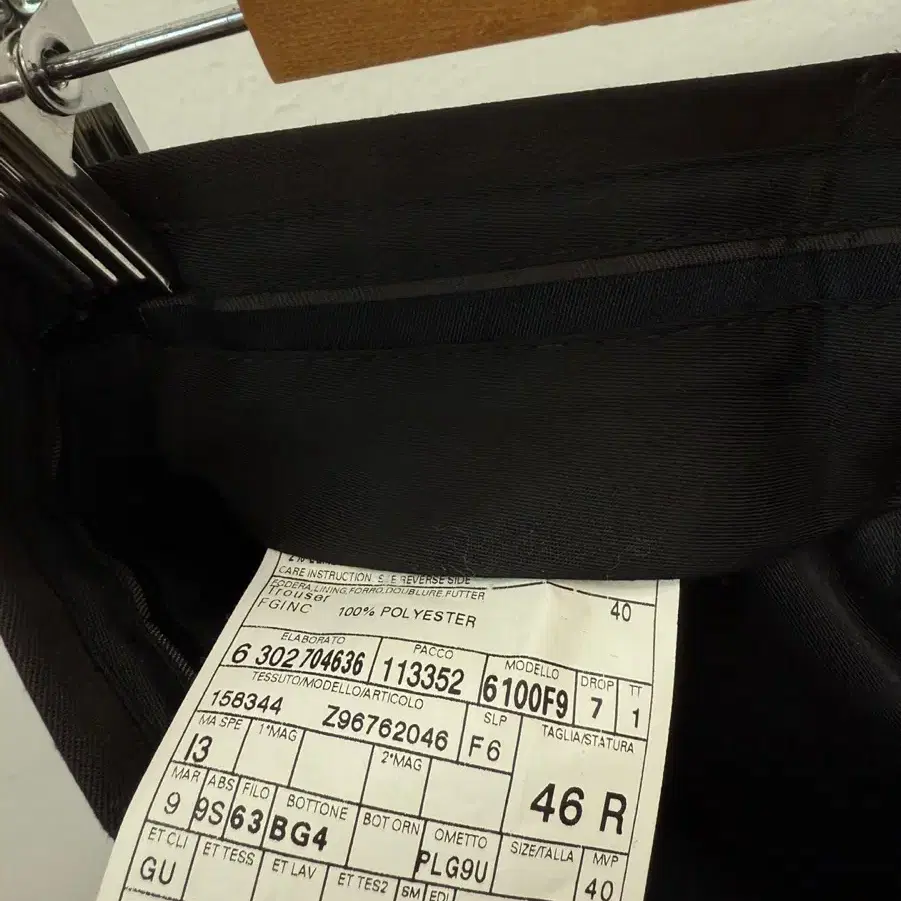 CARE INSTRUCTION SEE REVERSE SIDE
FODERA,LINING,FORRO,DOUBLURE,FUTTER
40
Trouser
FGINC 100% POLYESTER
ELABORATO PACCO MODELLO DROP TT
6 302704636 113352 6100F9 7 1
TESSUTO/MODELLO/ARTICOLO SLP TAGLIA/STATURA
158344 Z96762046 F6
MA SPE 1°MAG 2°MAG
I3 46 R
MAR ABS FILO BOTTONE BOT ORN OMETTO SIZE/TALLA MVP
9 9S 63 BG4 PLG9U 40
ET CLI ET TESS ET LAV ET TES2 SM EDI
GU